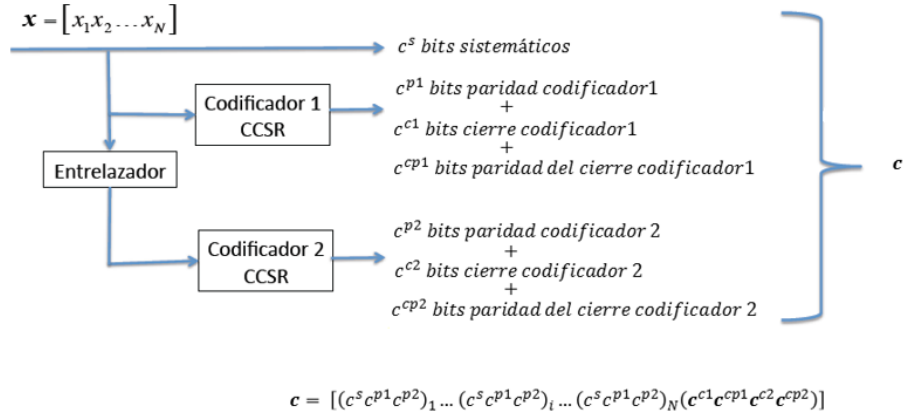 x = [x₁x₂…x_N]
c^s bits sistemáticos
Codificador 1
CCSR
c^{p1} bits paridad codificador1
+
c^{c1} bits cierre codificador1
+
c^{cp1} bits paridad del cierre codificador1
Entrelazador
c
Codificador 2
CCSR
c^{p2} bits paridad codificador 2
+
c^{c2} bits cierre codificador 2
+
c^{cp2} bits paridad del cierre codificador 2
c = [(c^s c^{p1} c^{p2})₁ … (c^s c^{p1} c^{p2})_i … (c^s c^{p1} c^{p2})_N (c^{c1} c^{cp1} c^{c2} c^{cp2})]